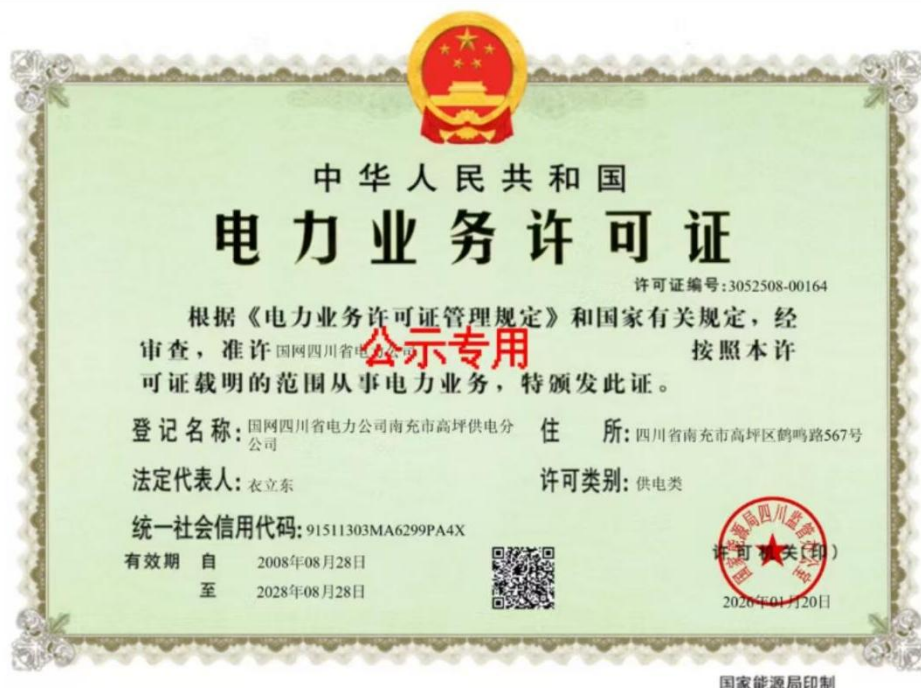 中华人民共和国
电力业务许可证
许可证编号:3052508-00164
根据《电力业务许可证管理规定》和国家有关规定，经
审查，准许 国网四川省电力公司 按照本许
公示专用
可证载明的范围从事电力业务，特颁发此证。
登记名称: 国网四川省电力公司南充市高坪供电分公司
住 所: 四川省南充市高坪区鹤鸣路567号
法定代表人: 衣立东
许可类别: 供电类
统一社会信用代码: 91511303MA6299PA4X
有效期 自 2008年08月28日
至 2028年08月28日
国家能源局四川监管办公室
许可机关(印)
2026年01月20日
国家能源局印制